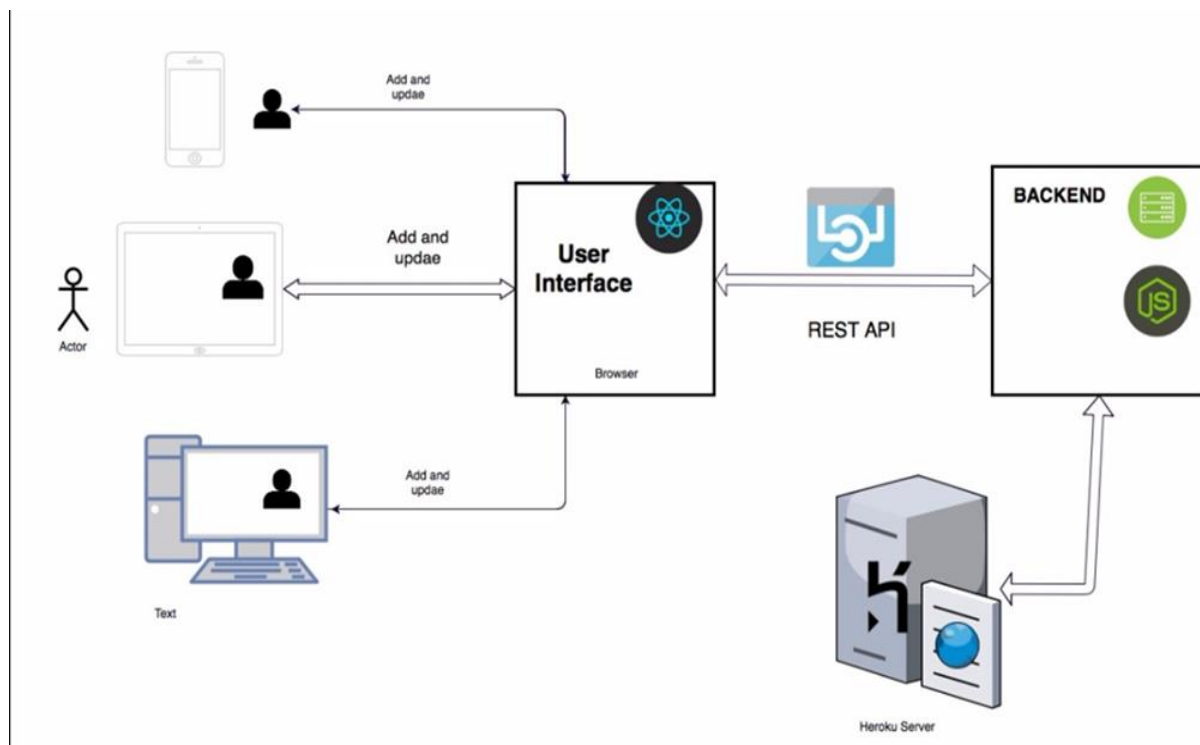 Add and
updae
Add and
updae
Actor
User
Interface
Browser
REST API
BACKEND
JS
Add and
updae
Text
Heroku Server